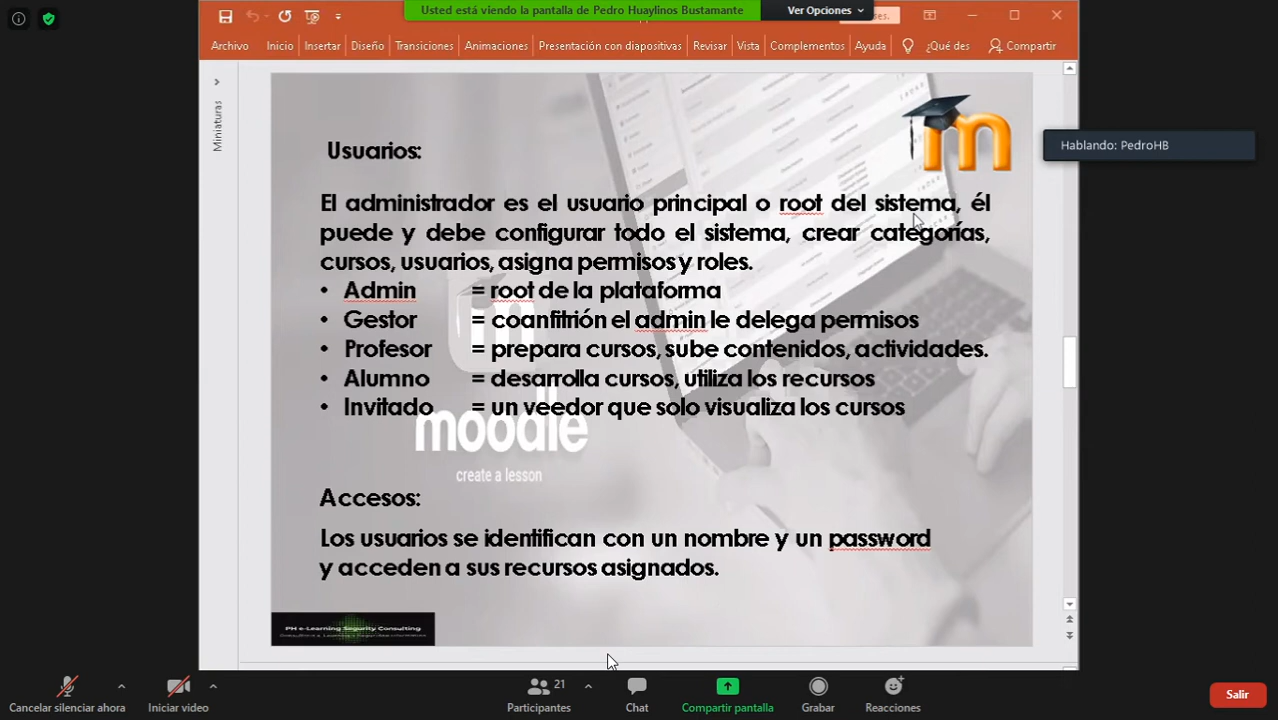 Usted está viendo la pantalla de Pedro Huaylinos Bustamante
Ver Opciones
Archivo Inicio Insertar Diseño Transiciones Animaciones Presentación con diapositivas Revisar Vista Complementos Ayuda ¿Qué des Compartir
Miniaturas
Hablando: PedroHB
Usuarios:
El administrador es el usuario principal o root del sistema, él
puede y debe configurar todo el sistema, crear categorías,
cursos, usuarios, asigna permisos y roles.
• Admin = root de la plataforma
• Gestor = coanfitrión el admin le delega permisos
• Profesor = prepara cursos, sube contenidos, actividades.
• Alumno = desarrolla cursos, utiliza los recursos
• Invitado = un veedor que solo visualiza los cursos
moodle
create a lesson
Accesos:
Los usuarios se identifican con un nombre y un password
y acceden a sus recursos asignados.
PH e-Learning Segurity Consulting
Cancelar silenciar ahora Iniciar video 21 Participantes Chat Compartir pantalla Grabar Reacciones Salir